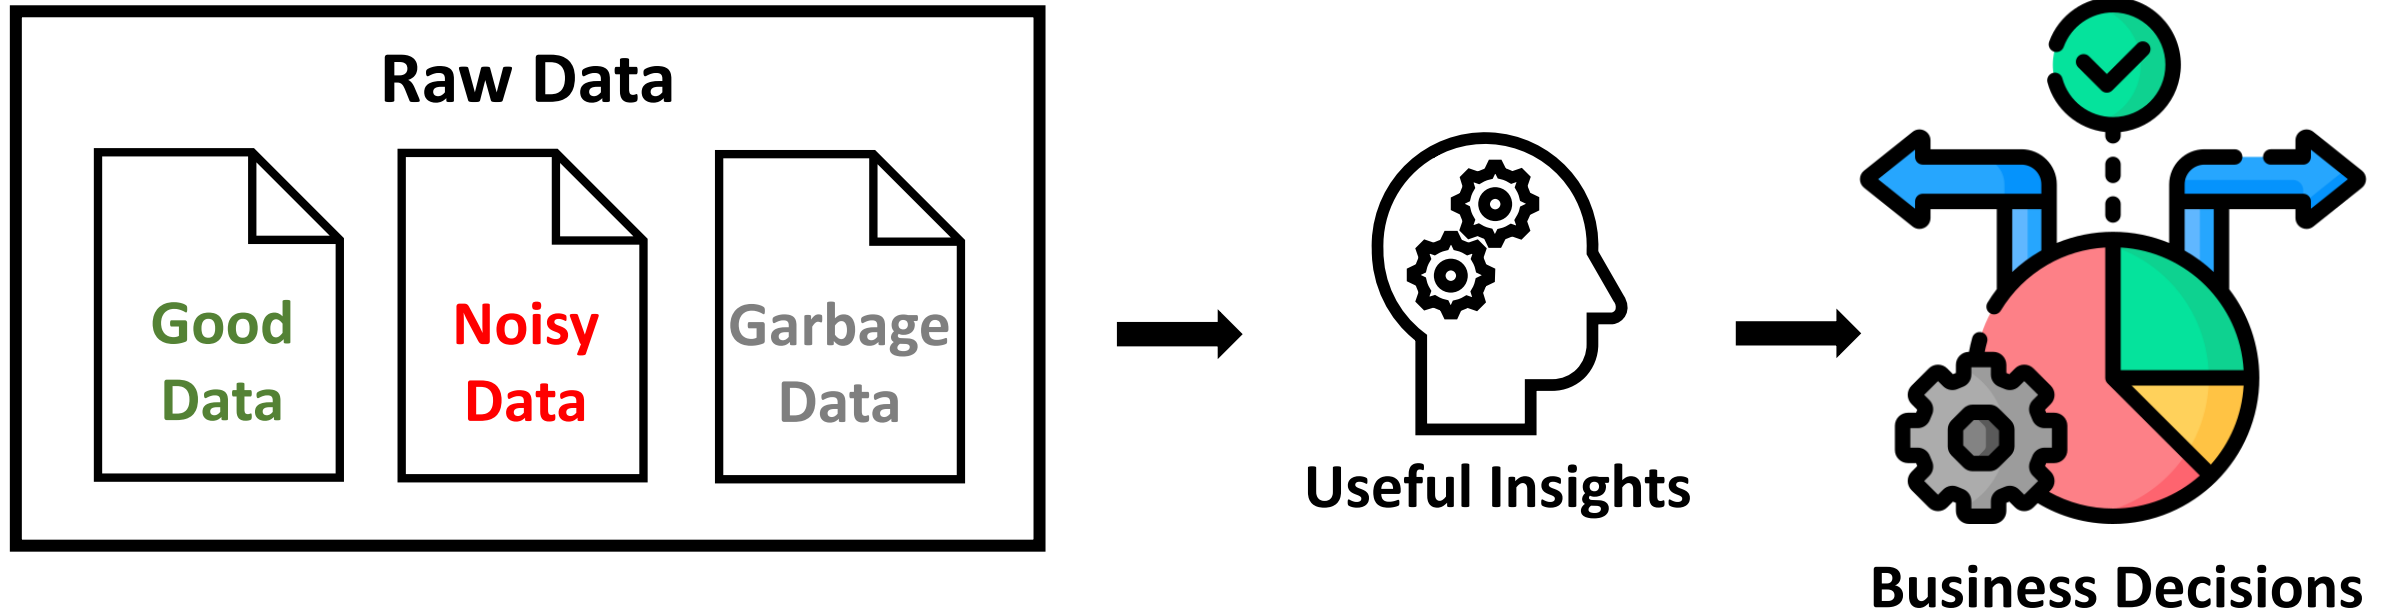 Raw Data
Good
Data
Noisy
Data
Garbage
Data
Useful Insights
Business Decisions